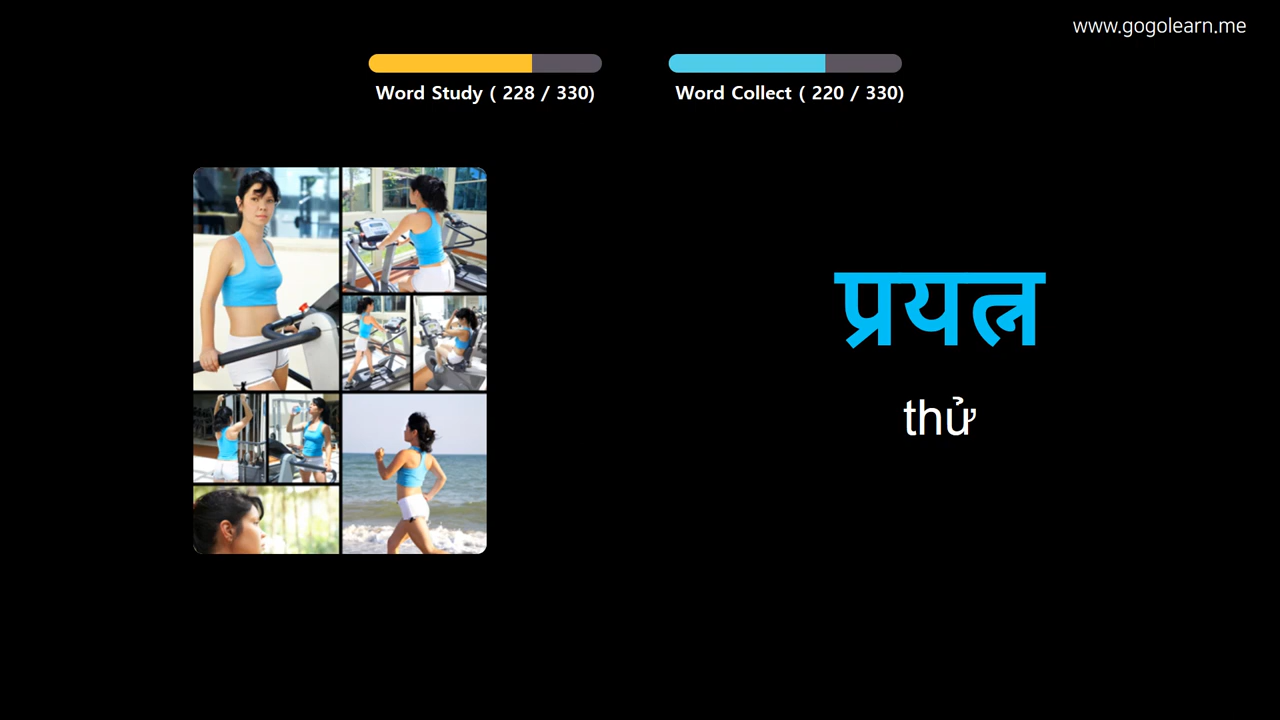 www.gogolearn.me
Word Study ( 228 / 330)
Word Collect ( 220 / 330)
प्रयत्न
thử